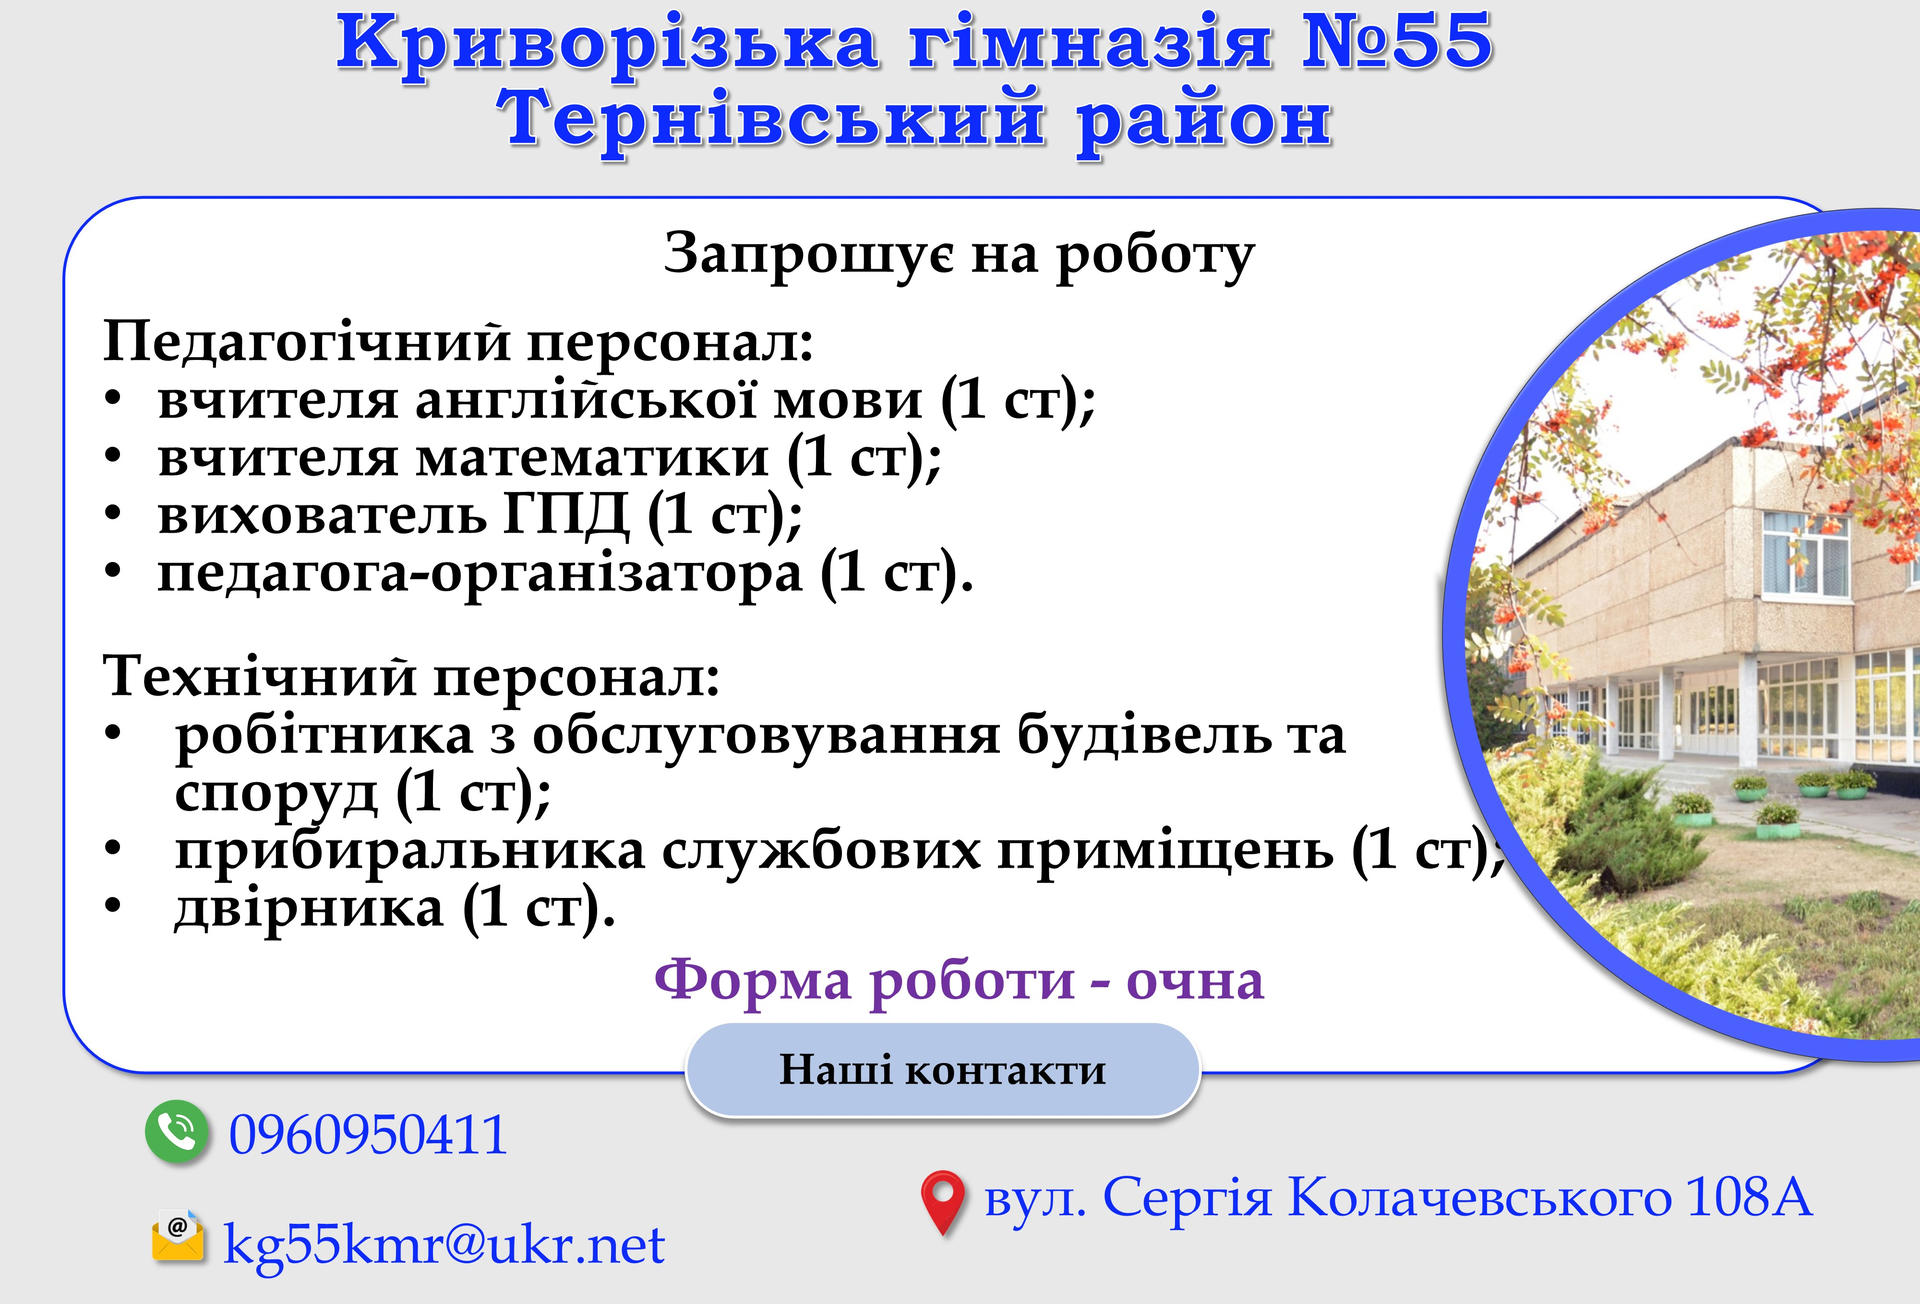 Криворізька гімназія №55
Тернівський район
Запрошує на роботу
Педагогічний персонал:
• вчителя англійської мови (1 ст);
• вчителя математики (1 ст);
• вихователь ГПД (1 ст);
• педагога-організатора (1 ст).
Технічний персонал:
• робітника з обслуговування будівель та
споруд (1 ст);
• прибиральника службових приміщень (1 ст);
• двірника (1 ст).
Форма роботи - очна
Наші контакти
0960950411
вул. Сергія Колачевського 108А
kg55kmr@ukr.net